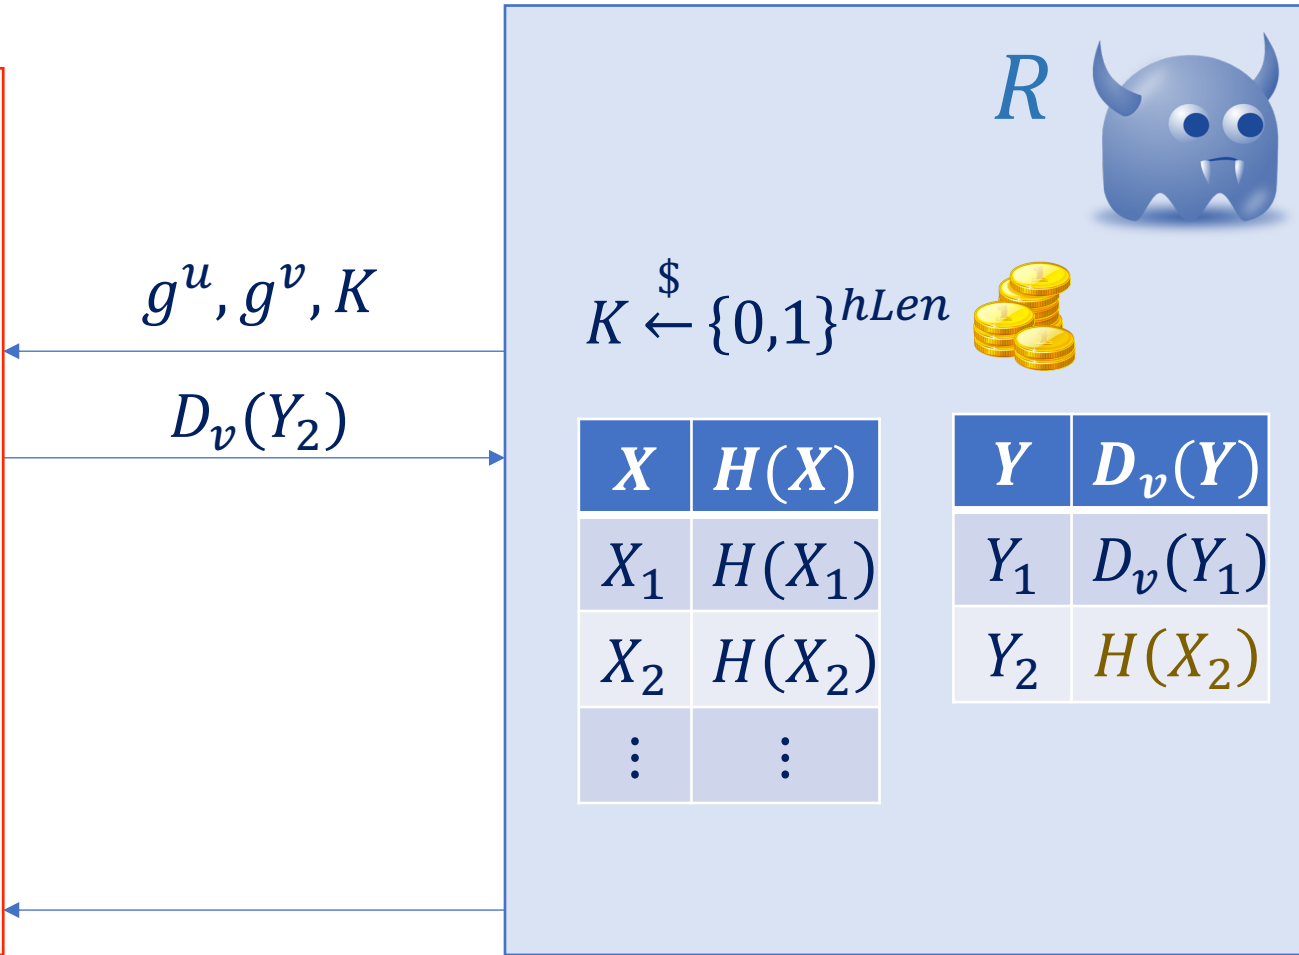 R
g^u, g^v, K
K ←$ {0,1}^hLen
D_v(Y_2)
X H(X)
X_1 H(X_1)
X_2 H(X_2)
⋮ ⋮
Y D_v(Y)
Y_1 D_v(Y_1)
Y_2 H(X_2)